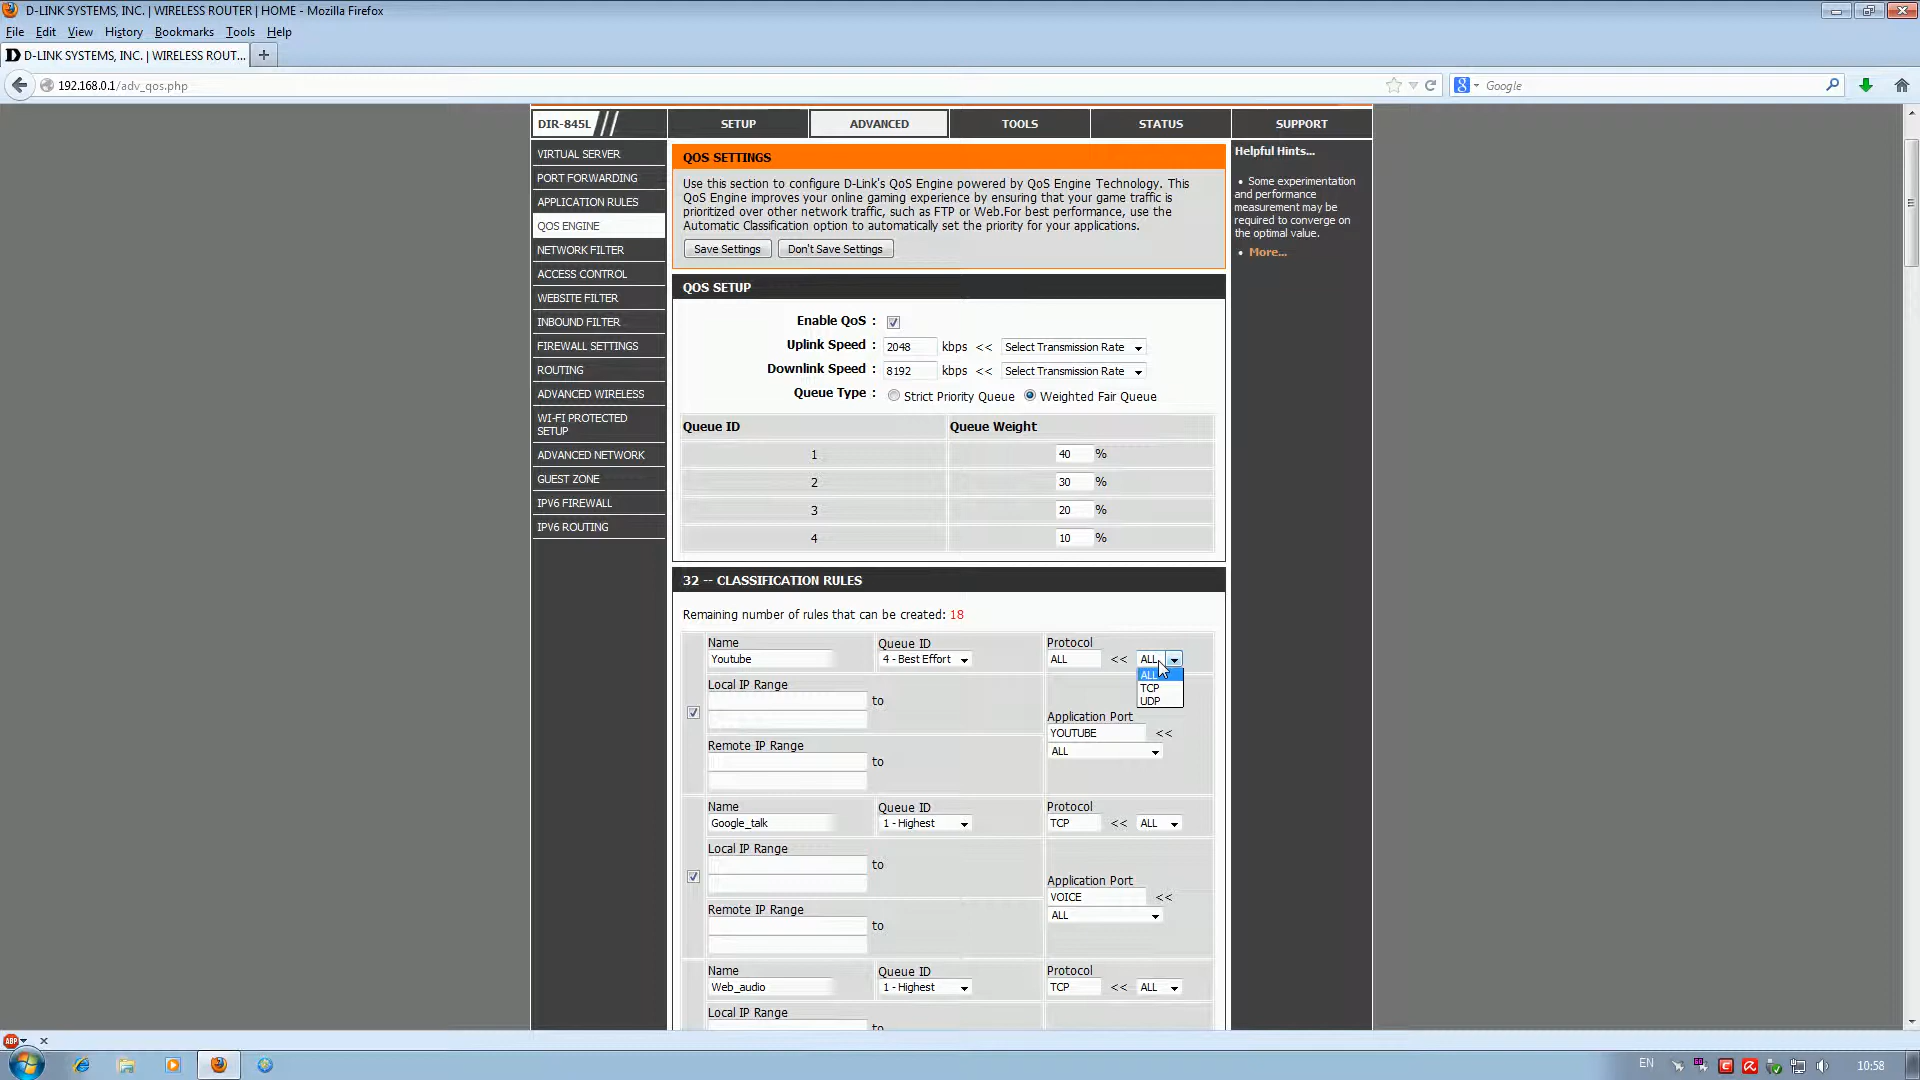 D-LINK SYSTEMS, INC. | WIRELESS ROUTER | HOME - Mozilla Firefox
File Edit View History Bookmarks Tools Help
D-LINK SYSTEMS, INC. | WIRELESS ROUT... +
192.168.0.1/adv_qos.php Google
DIR-845L SETUP ADVANCED TOOLS STATUS SUPPORT
VIRTUAL SERVER
PORT FORWARDING
APPLICATION RULES
QOS ENGINE
NETWORK FILTER
ACCESS CONTROL
WEBSITE FILTER
INBOUND FILTER
FIREWALL SETTINGS
ROUTING
ADVANCED WIRELESS
WI-FI PROTECTED
SETUP
ADVANCED NETWORK
GUEST ZONE
IPV6 FIREWALL
IPV6 ROUTING
QOS SETTINGS
Use this section to configure D-Link's QoS Engine powered by QoS Engine Technology. This
QoS Engine improves your online gaming experience by ensuring that your game traffic is
prioritized over other network traffic, such as FTP or Web.For best performance, use the
Automatic Classification option to automatically set the priority for your applications.
Save Settings Don't Save Settings
QOS SETUP
Enable QoS :
Uplink Speed : 2048 kbps << Select Transmission Rate
Downlink Speed : 8192 kbps << Select Transmission Rate
Queue Type : Strict Priority Queue Weighted Fair Queue
Queue ID Queue Weight
1 40 %
2 30 %
3 20 %
4 10 %
32 -- CLASSIFICATION RULES
Remaining number of rules that can be created: 18
Name Queue ID Protocol
Youtube 4 - Best Effort ALL << ALL
ALL
TCP
UDP
Local IP Range
to
Application Port
YOUTUBE <<
ALL
Remote IP Range
to
Name Queue ID Protocol
Google_talk 1 - Highest TCP << ALL
Local IP Range
to
Application Port
VOICE <<
ALL
Remote IP Range
to
Name Queue ID Protocol
Web_audio 1 - Highest TCP << ALL
Local IP Range
to
Helpful Hints...
• Some experimentation
and performance
measurement may be
required to converge on
the optimal value.
• More...
ABP
EN 10:58